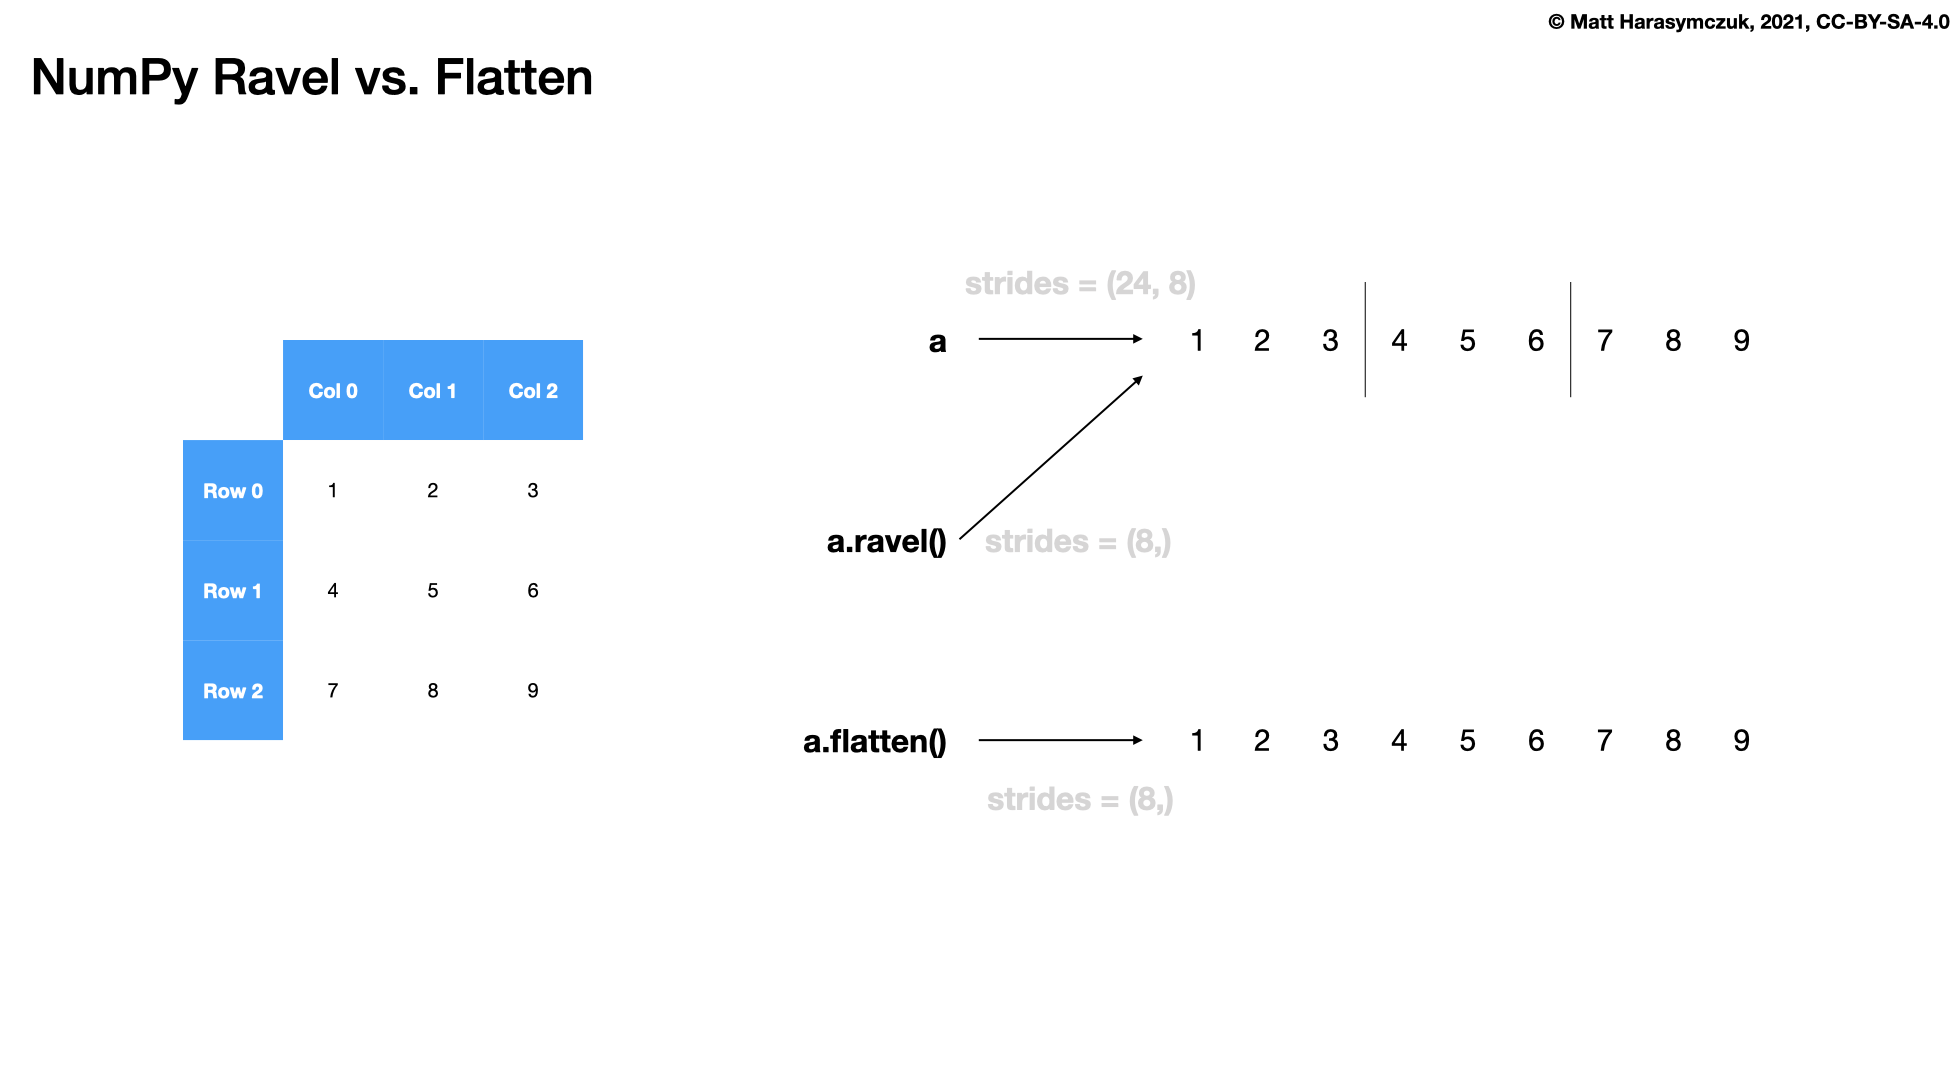 © Matt Harasymczuk, 2021, CC-BY-SA-4.0
NumPy Ravel vs. Flatten
Col 0 Col 1 Col 2
Row 0 1 2 3
Row 1 4 5 6
Row 2 7 8 9
strides = (24, 8)
a 1 2 3 4 5 6 7 8 9
a.ravel() strides = (8,)
a.flatten() 1 2 3 4 5 6 7 8 9
strides = (8,)